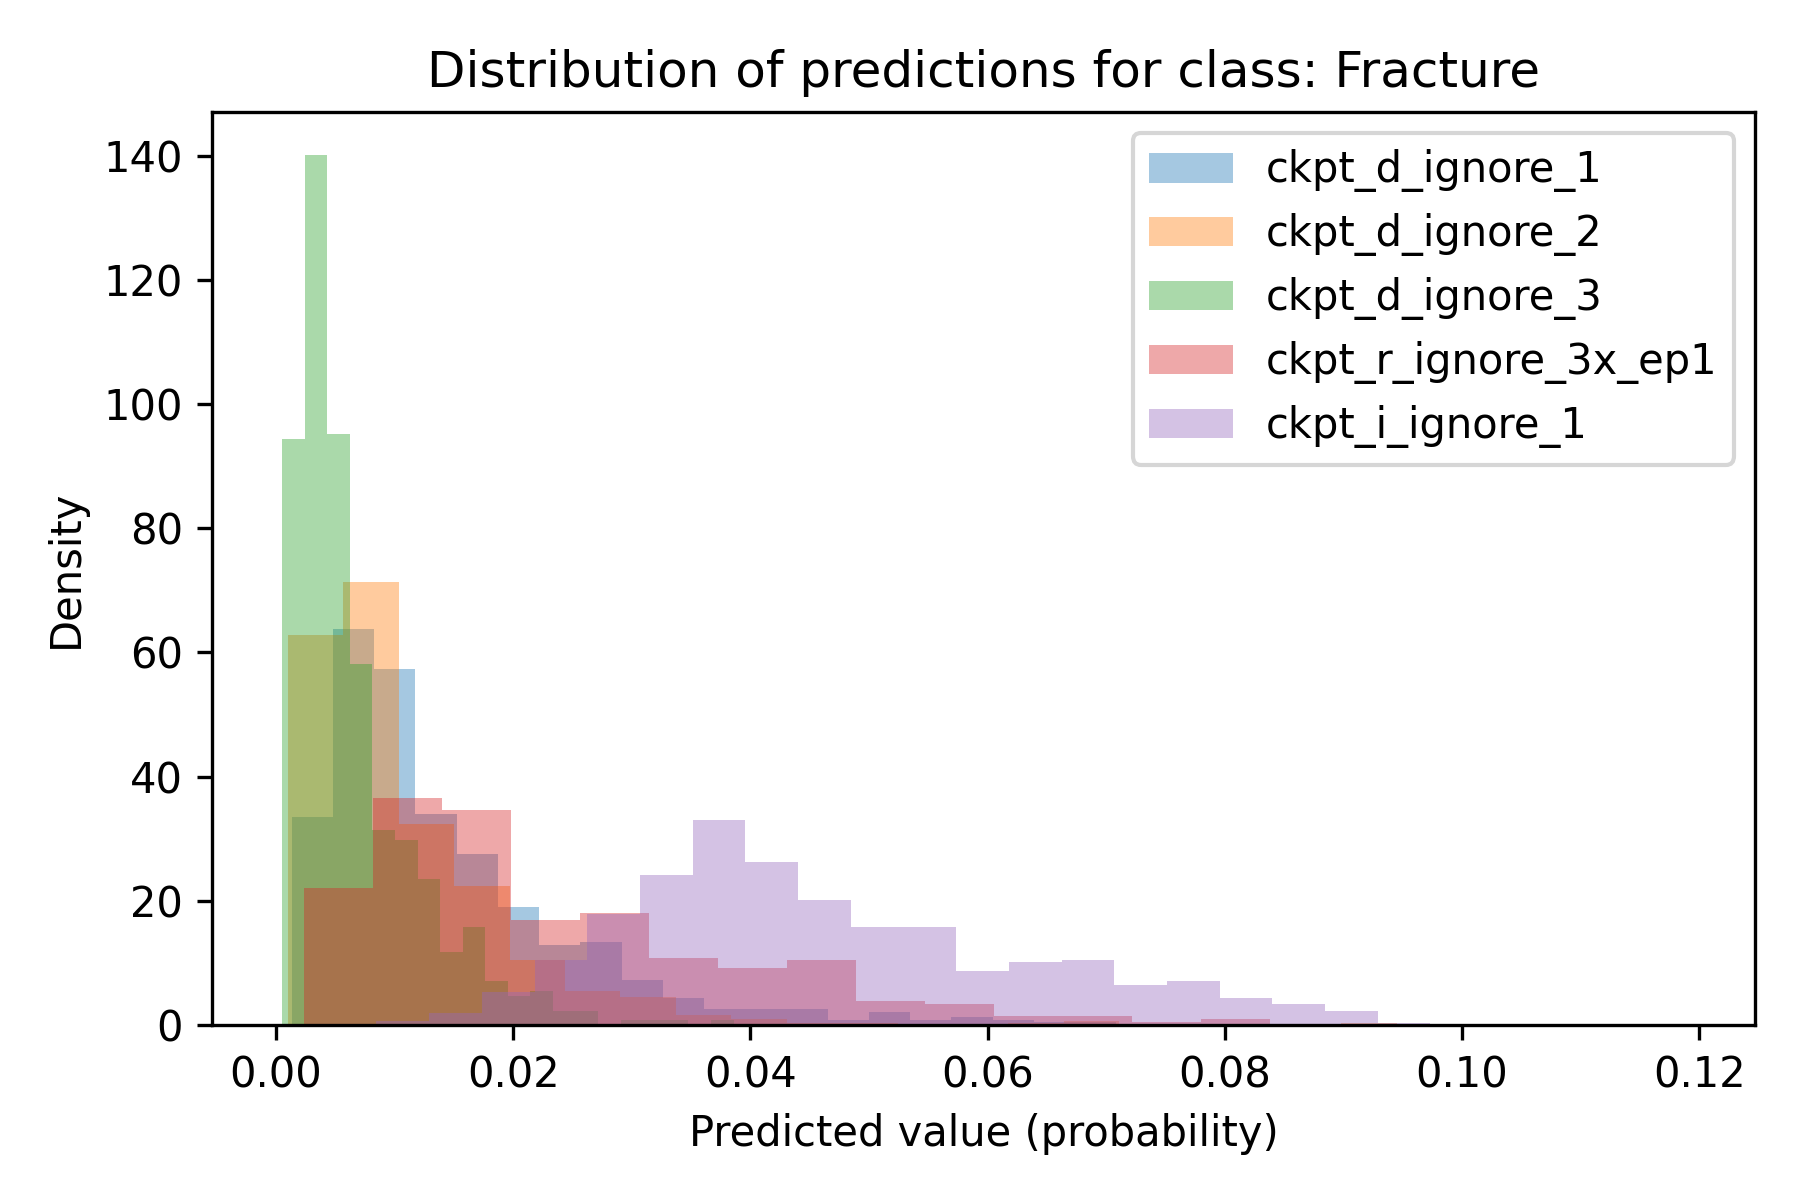 Distribution of predictions for class: Fracture
140
120
100
80
60
40
20
0
Density
ckpt_d_ignore_1
ckpt_d_ignore_2
ckpt_d_ignore_3
ckpt_r_ignore_3x_ep1
ckpt_i_ignore_1
0.00 0.02 0.04 0.06 0.08 0.10 0.12
Predicted value (probability)